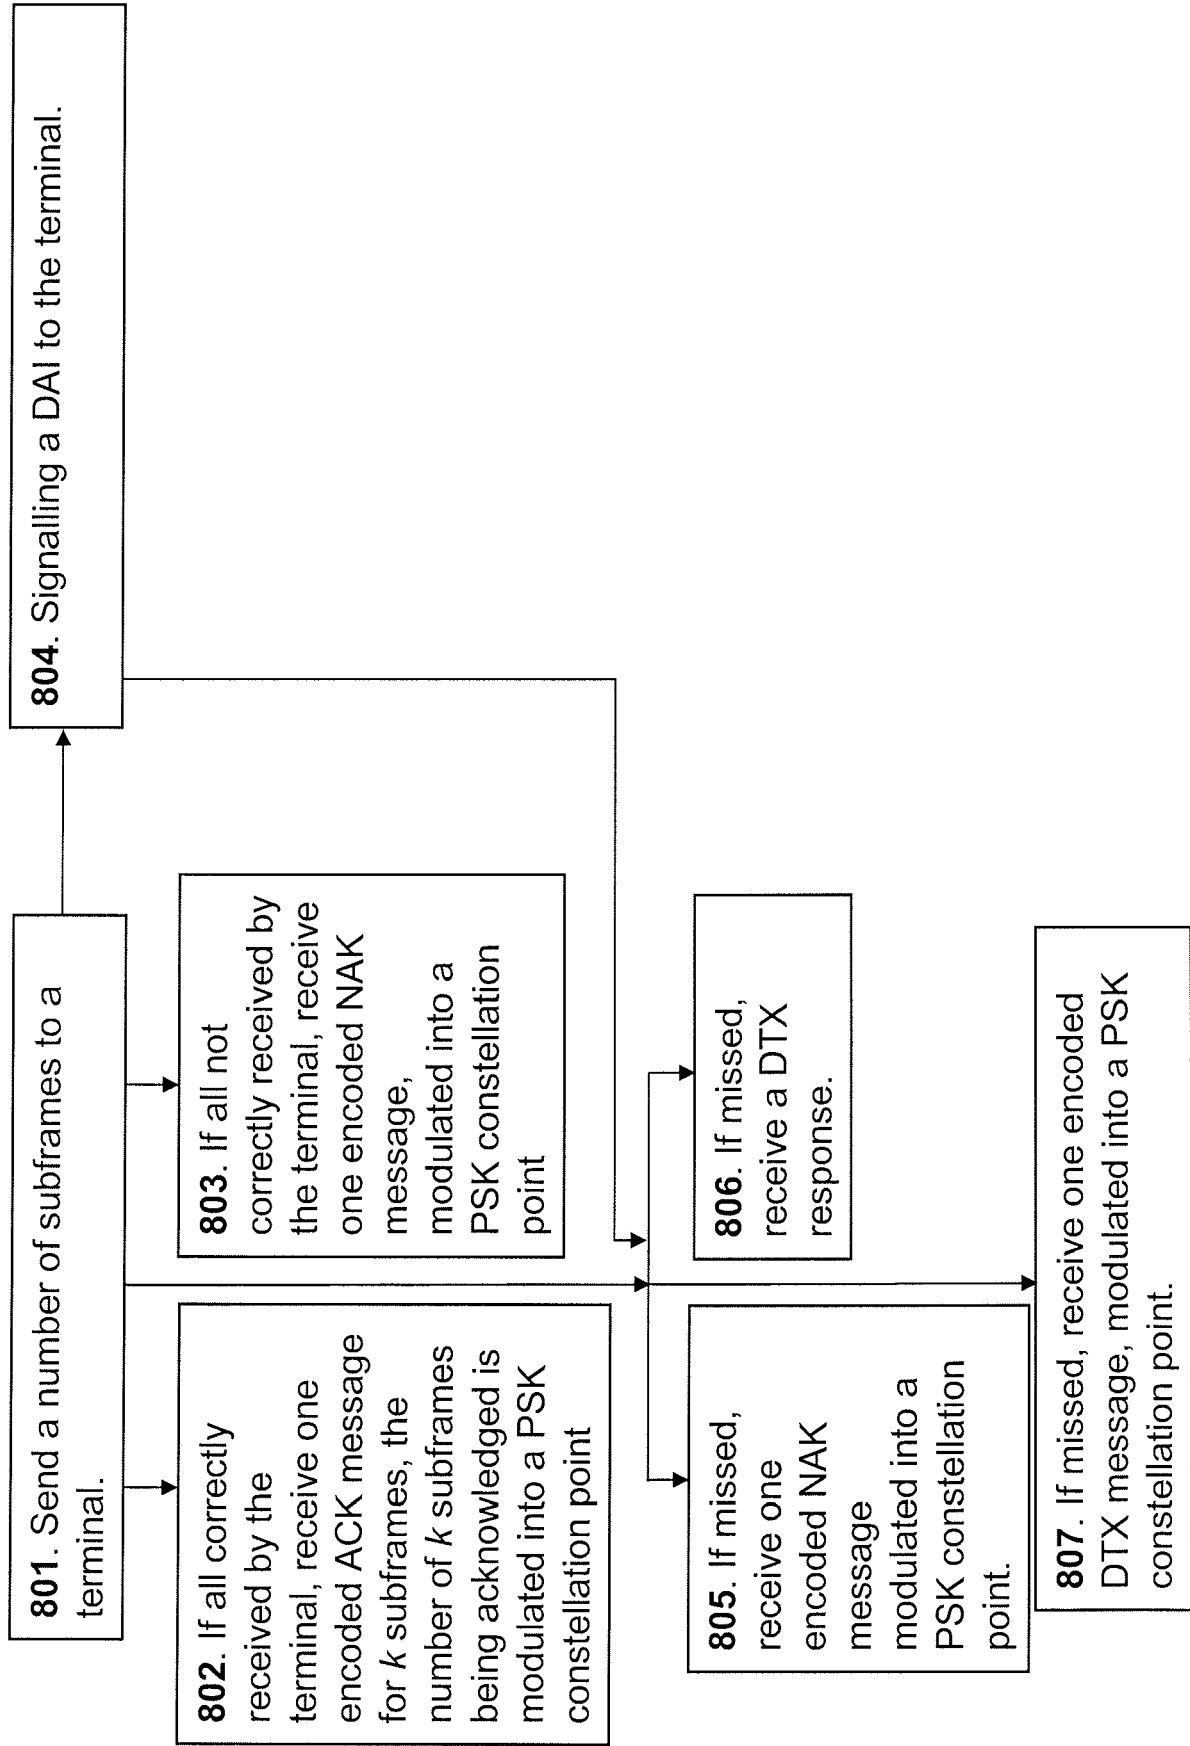 801. Send a number of subframes to a
terminal.
802. If all correctly
received by the
terminal, receive one
encoded ACK message
for k subframes, the
number of k subframes
being acknowledged is
modulated into a PSK
constellation point
803. If all not
correctly received by
the terminal, receive
one encoded NAK
message,
modulated into a
PSK constellation
point
804. Signalling a DAI to the terminal.
805. If missed,
receive one
encoded NAK
message
modulated into a
PSK constellation
point.
806. If missed,
receive a DTX
response.
807. If missed, receive one encoded
DTX message, modulated into a PSK
constellation point.